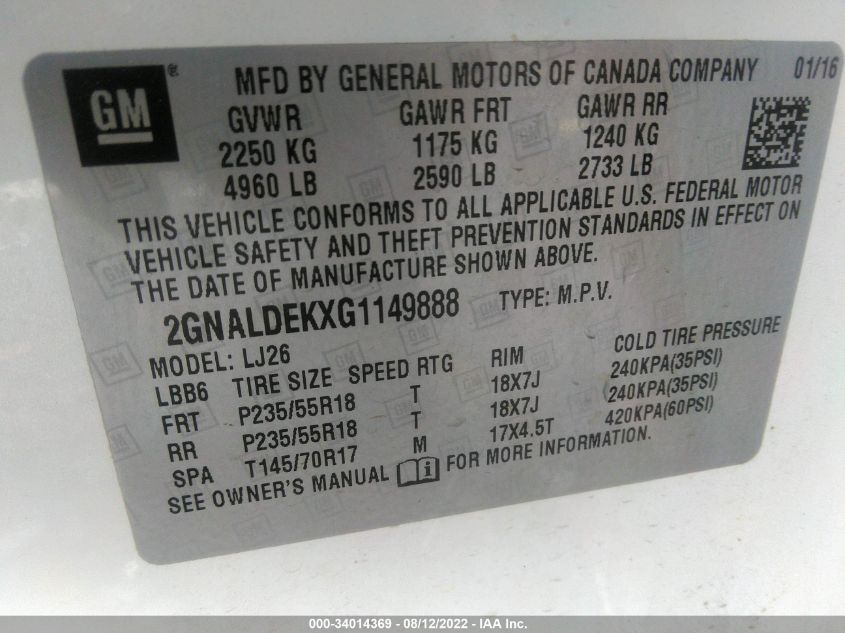 GM ® MFD BY GENERAL MOTORS OF CANADA COMPANY 01/16
GVWR GAWR FRT GAWR RR
2250 KG 1175 KG 1240 KG
4960 LB 2590 LB 2733 LB
THIS VEHICLE CONFORMS TO ALL APPLICABLE U.S. FEDERAL MOTOR
VEHICLE SAFETY AND THEFT PREVENTION STANDARDS IN EFFECT ON
THE DATE OF MANUFACTURE SHOWN ABOVE.
2GNALDEKXG1149888 TYPE: M.P.V.
MODEL: LJ26
LBB6 TIRE SIZE SPEED RTG RIM COLD TIRE PRESSURE
FRT P235/55R18 T 18X7J 240KPA(35PSI)
RR P235/55R18 T 18X7J 240KPA(35PSI)
SPA T145/70R17 M 17X4.5T 420KPA(60PSI)
SEE OWNER'S MANUAL i FOR MORE INFORMATION.
000-34014369 - 08/12/2022 - IAA Inc.